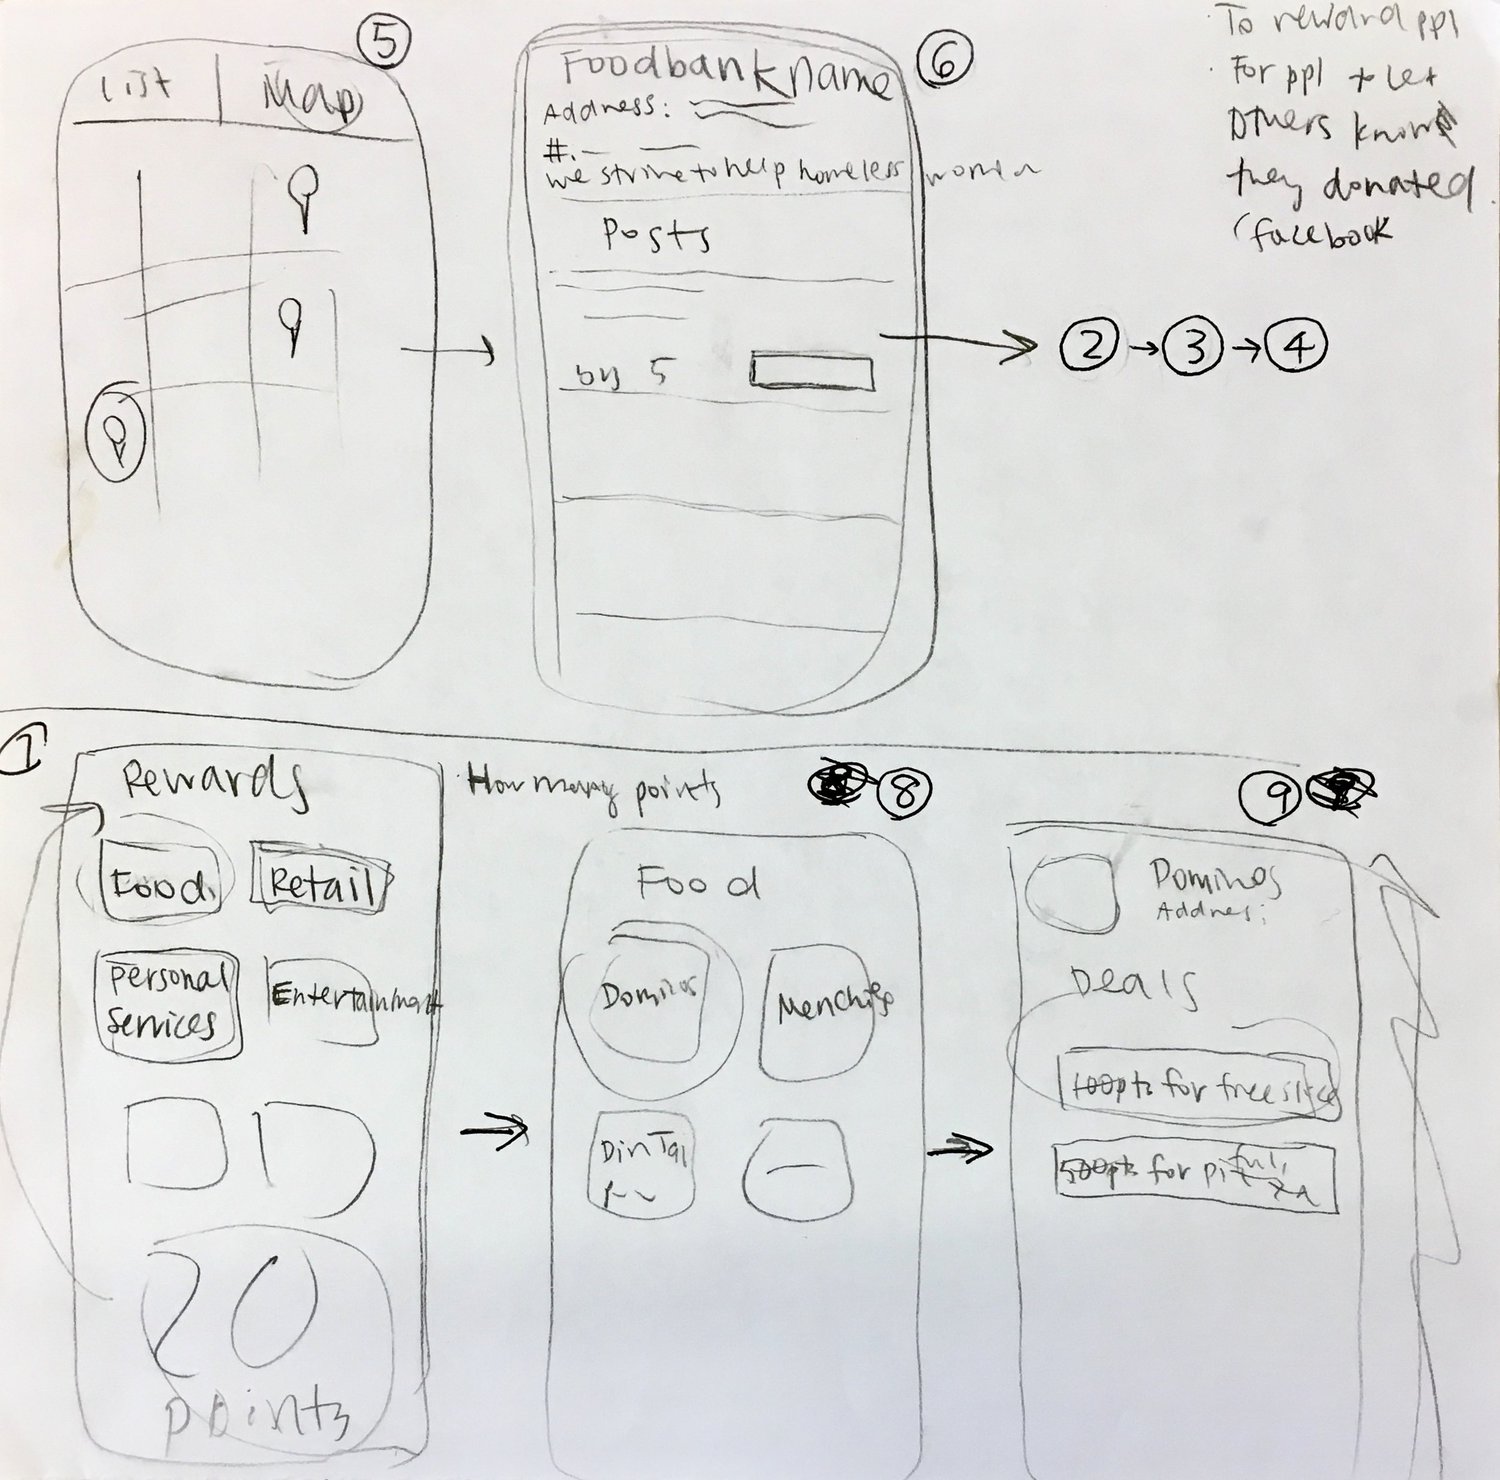 5
List | Map
6
Foodbank name
Address:
#.
we strive to help homeless women
Posts
by 5
To reward ppl
For ppl to let
others know
they donated.
(facebook
2 → 3 → 4
7
Rewards
How many points
Food
Retail
Personal
Services
Entertainment
20
points
8
Food
Dominos
Menchies
Din Tai
9
Dominos
Address:
Deals
100pts for free slice
500pts for full
pizza